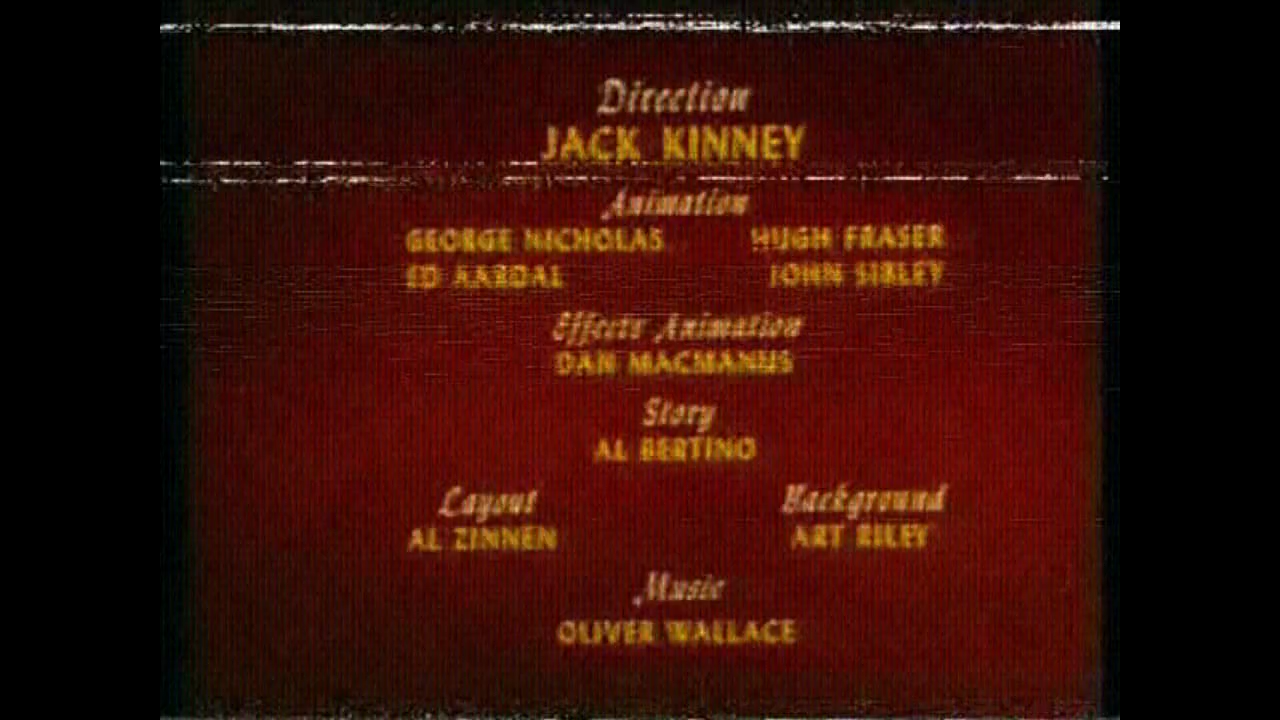 Direction
JACK KINNEY
Animation
GEORGE NICHOLAS HUGH FRASER
ED AARDAL JOHN SIBLEY
Effects Animation
DAN MACMANUS
Story
AL BERTINO
Layout Background
AL ZINNEN ART RILEY
Music
OLIVER WALLACE